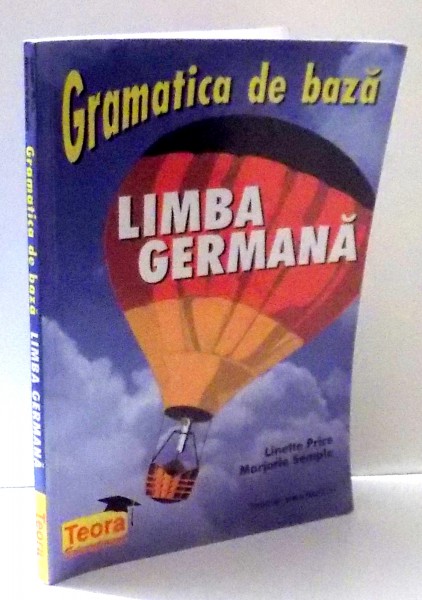 Gramatica de bază
LIMBA
GERMANĂ
Linette Price
Marjorie Semple
Teora
Gramatica de bază LIMBA GERMANĂ
Teora